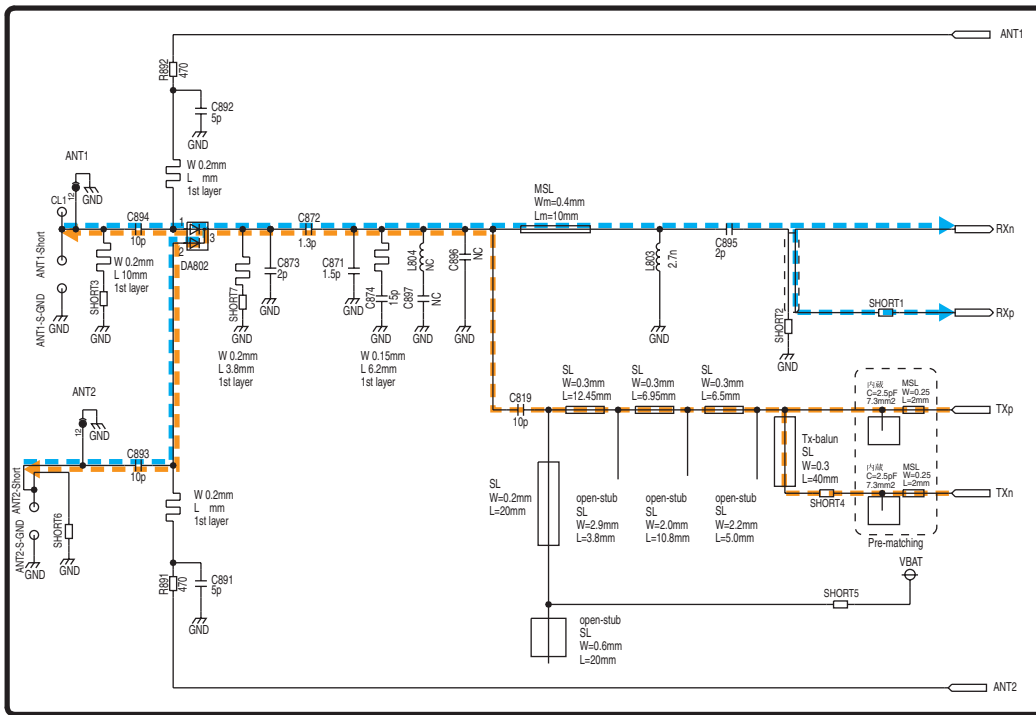 ANT1
R892
470
C892
5p
GND
ANT1
GND
W 0.2mm
L   mm
1st layer
MSL
Wm=0.4mm
Lm=10mm
CL1
12
C894
10p
1
2
3
DA802
C872
1.3p
C895
2p
RXn
ANT1-Short
ANT1-S-GND
GND
W 0.2mm
L 10mm
1st layer
SHORT3
GND
SHORT7
GND
C873
2p
GND
C871
1.5p
GND
C874
15p
GND
L804
NC
C897
NC
GND
C896
NC
GND
L803
2.7n
GND
SHORT2
GND
SHORT1
RXp
W 0.2mm
L 3.8mm
1st layer
W 0.15mm
L 6.2mm
1st layer
SL
W=0.3mm
L=12.45mm
SL
W=0.3mm
L=6.95mm
SL
W=0.3mm
L=6.5mm
内蔵
C=2.5pF
7.3mm2
MSL
W=0.25
L=2mm
TXp
C819
10p
ANT2
GND
12
C893
10p
Tx-balun
SL
W=0.3
L=40mm
内蔵
C=2.5pF
7.3mm2
MSL
W=0.25
L=2mm
TXn
SHORT4
Pre-matching
ANT2-Short
ANT2-S-GND
GND
SHORT6
GND
W 0.2mm
L   mm
1st layer
SL
W=0.2mm
L=20mm
open-stub
SL
W=2.9mm
L=3.8mm
open-stub
SL
W=2.0mm
L=10.8mm
open-stub
SL
W=2.2mm
L=5.0mm
VBAT
R891
470
C891
5p
GND
SHORT5
open-stub
SL
W=0.6mm
L=20mm
ANT2